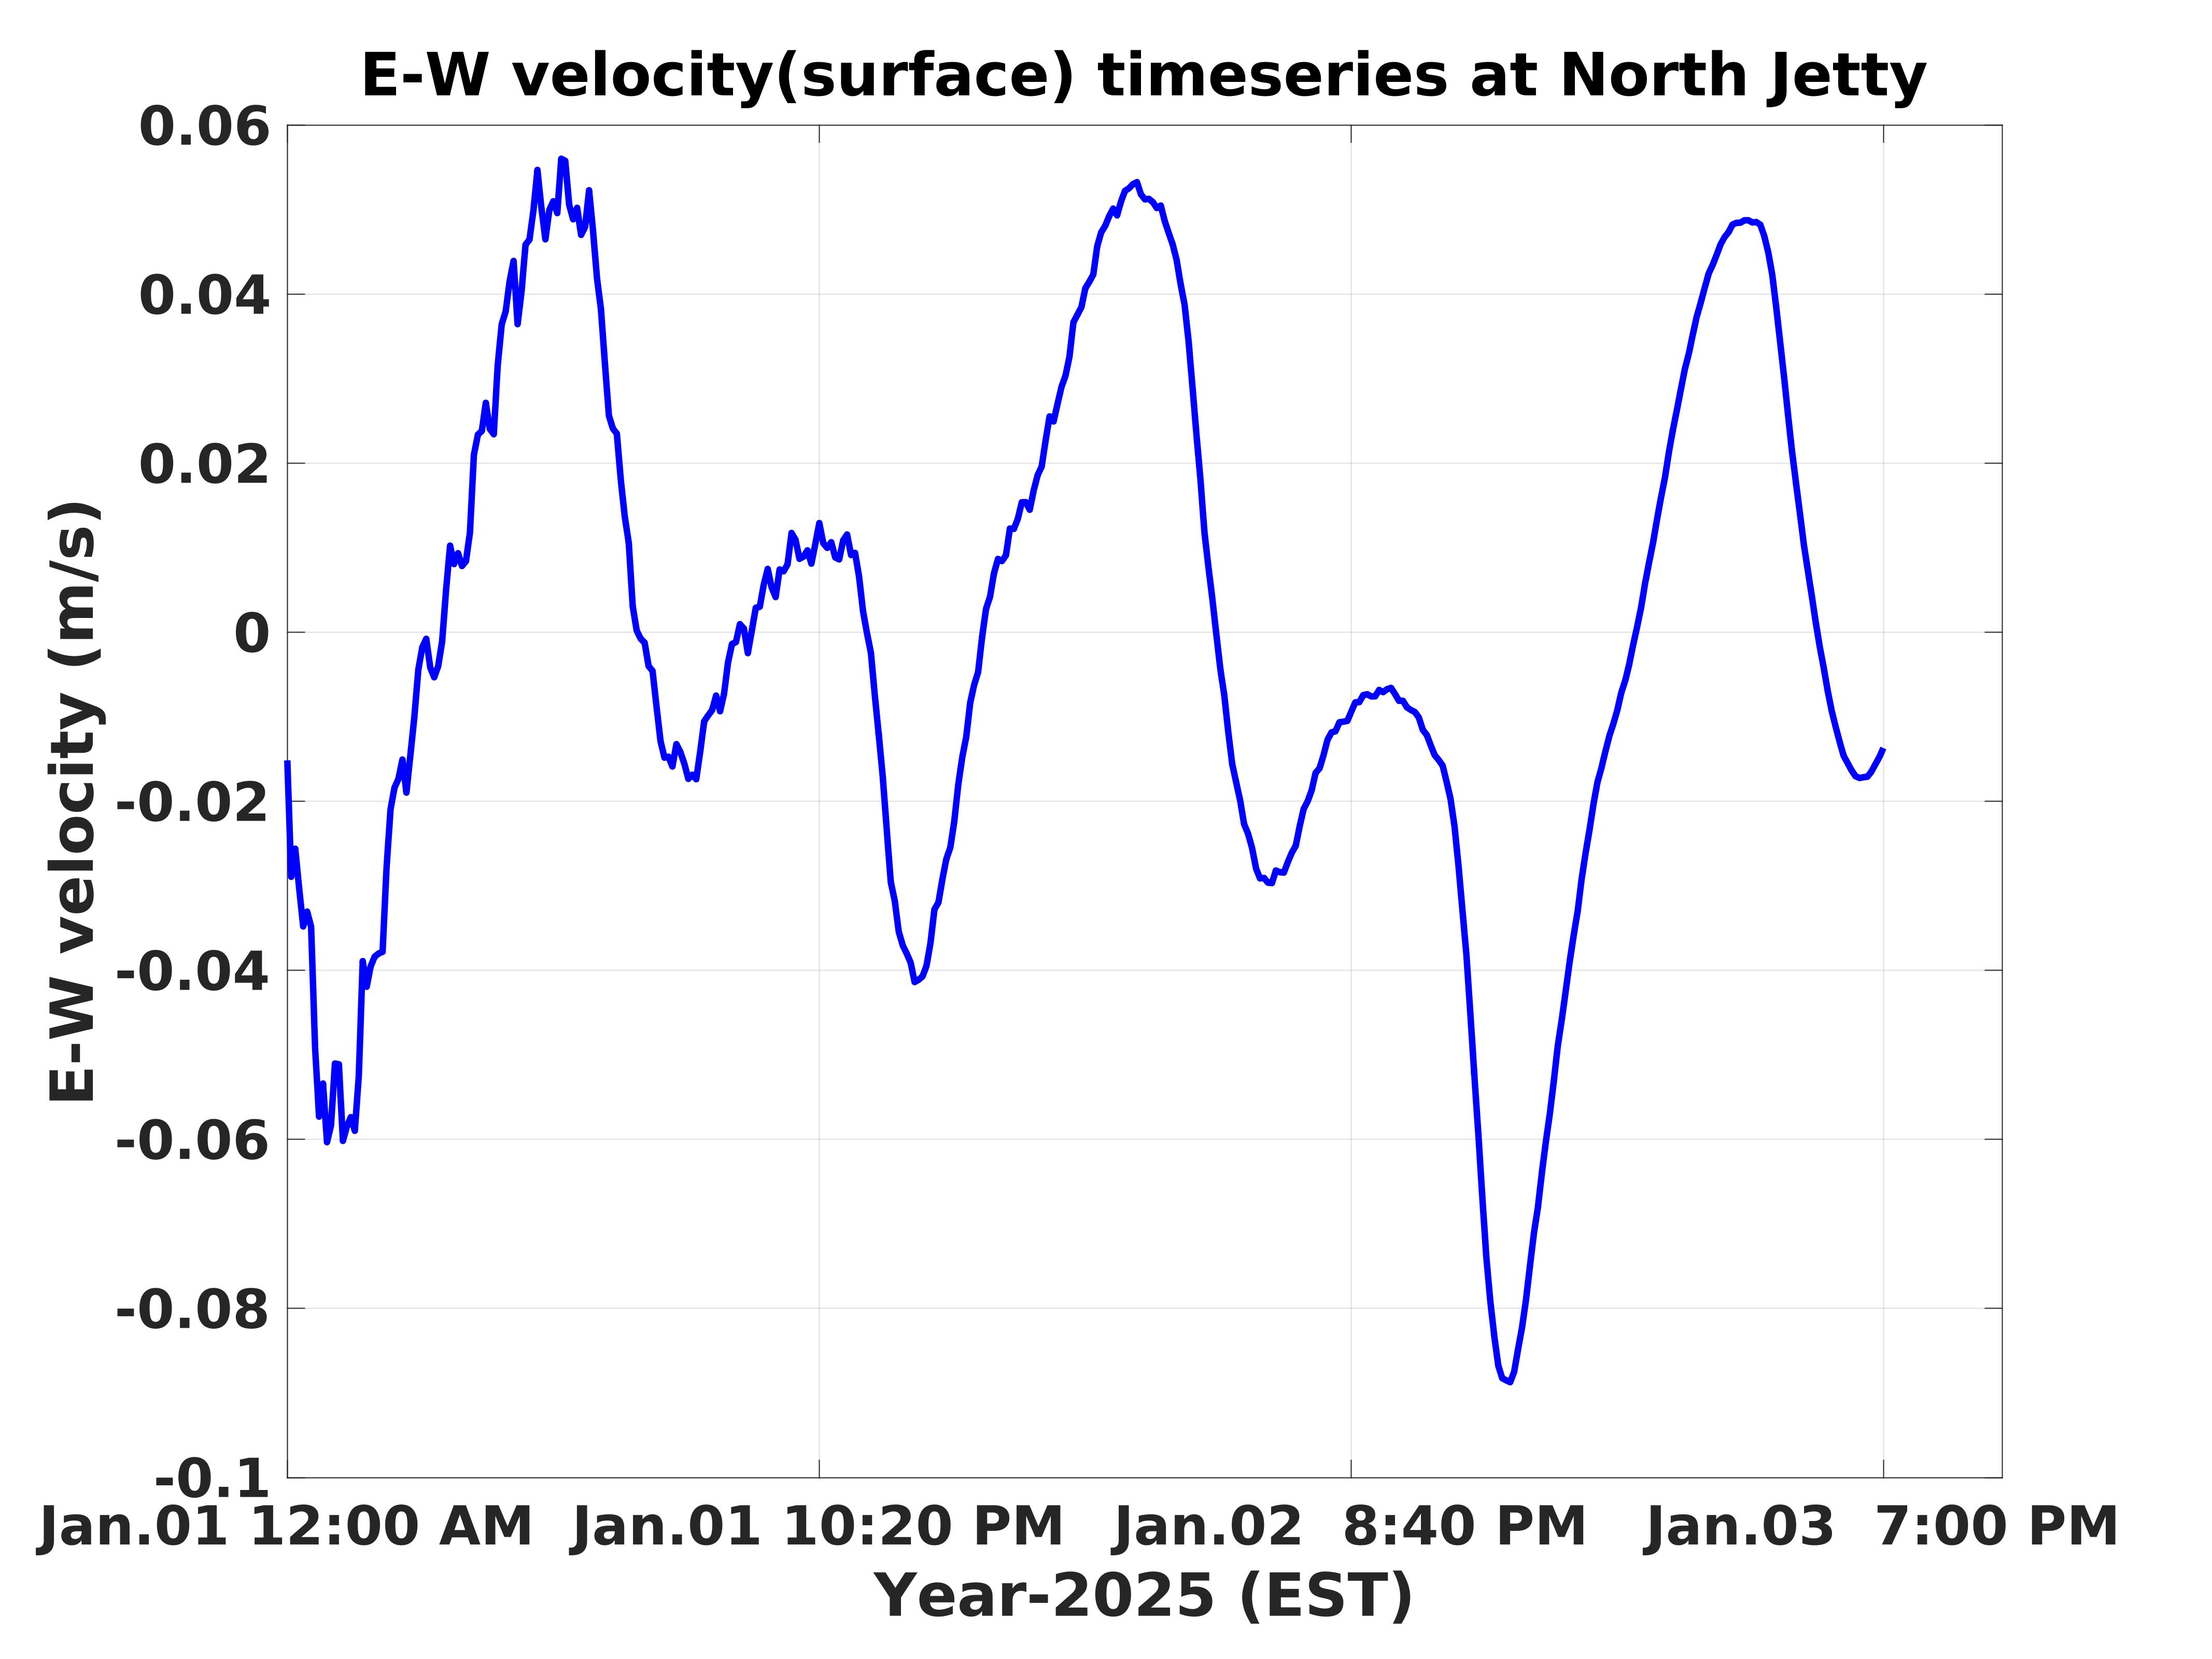 E-W velocity(surface) timeseries at North Jetty
0.06
0.04
0.02
0
-0.02
-0.04
-0.06
-0.08
-0.1
E-W velocity (m/s)
Jan.01 12:00 AM Jan.01 10:20 PM Jan.02 8:40 PM Jan.03 7:00 PM
Year-2025 (EST)